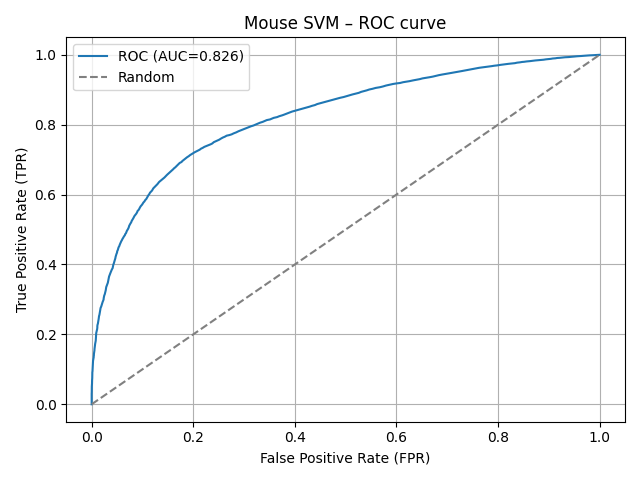 Mouse SVM – ROC curve
ROC (AUC=0.826)
Random
True Positive Rate (TPR)
1.0
0.8
0.6
0.4
0.2
0.0
0.0 0.2 0.4 0.6 0.8 1.0
False Positive Rate (FPR)